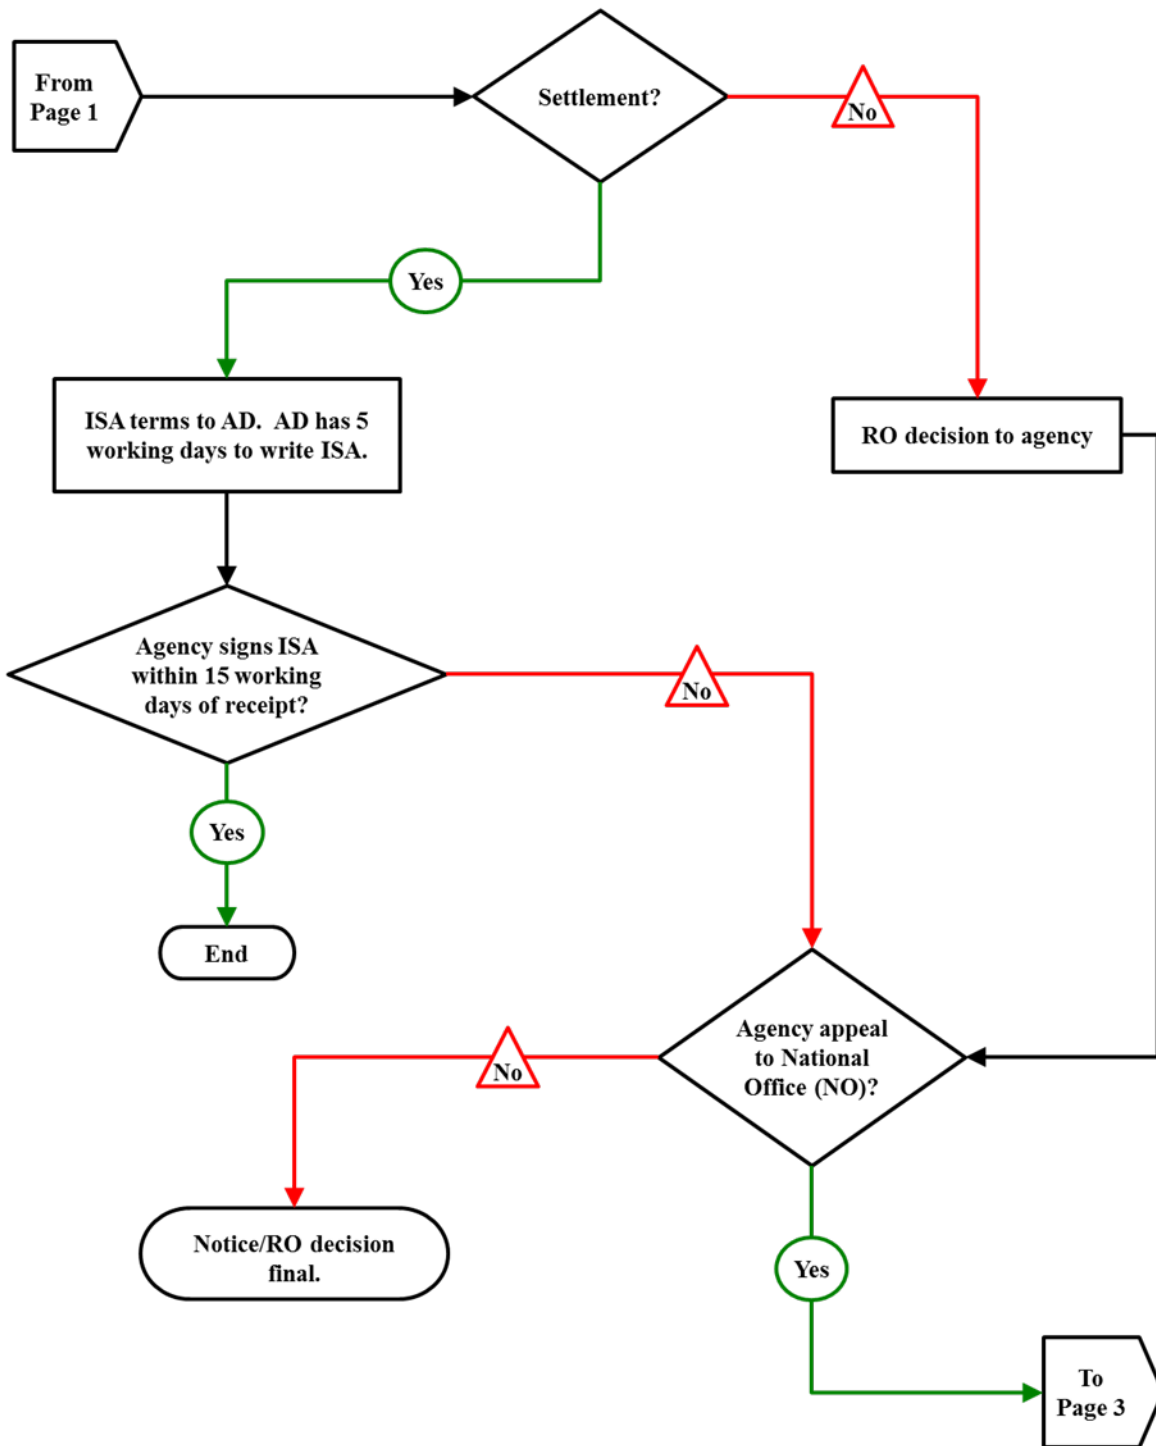 From
Page 1
Settlement?
No
Yes
ISA terms to AD.  AD has 5
working days to write ISA.
RO decision to agency
Agency signs ISA
within 15 working
days of receipt?
No
Yes
End
Agency appeal
to National
Office (NO)?
No
Notice/RO decision
final.
Yes
To
Page 3